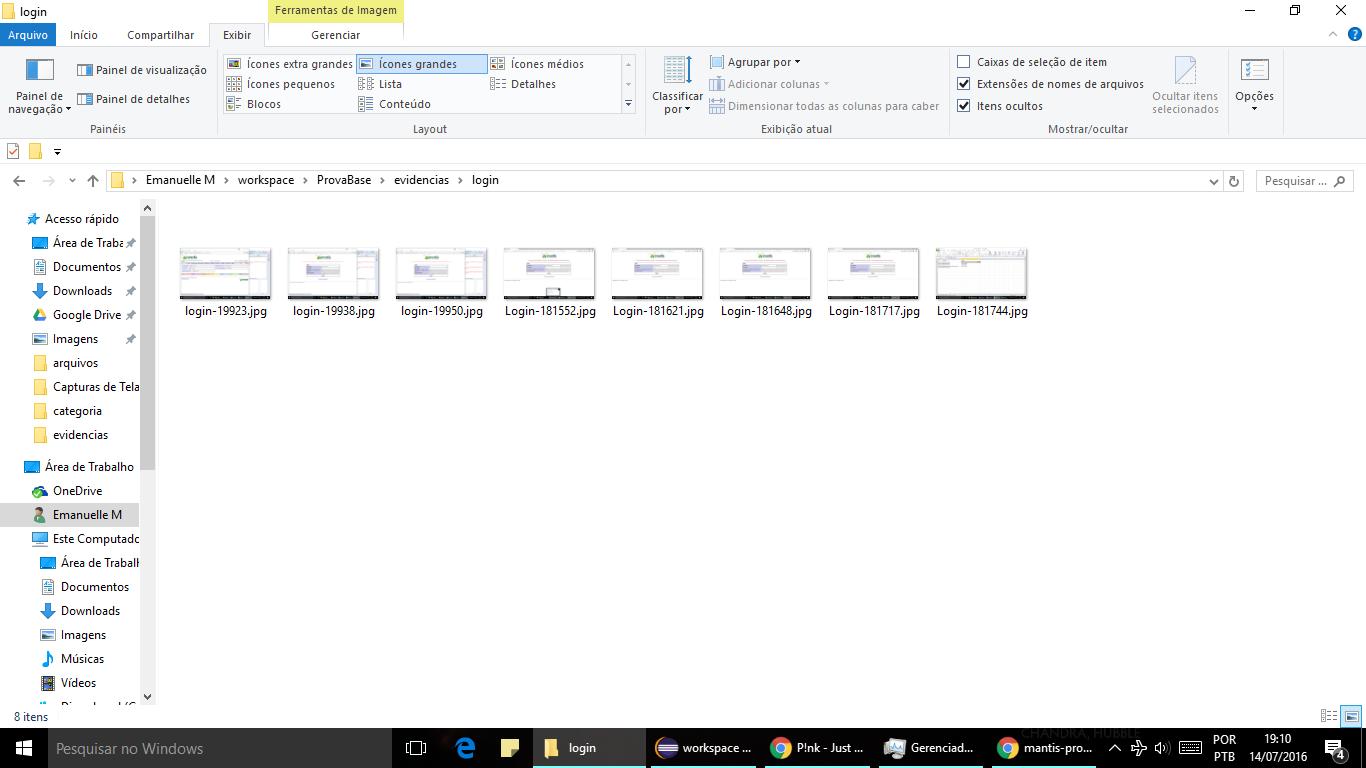 login
Ferramentas de Imagem
Arquivo
Início
Compartilhar
Exibir
Gerenciar
Painel de navegação
Painel de visualização
Painel de detalhes
Painéis
Ícones extra grandes
Ícones grandes
Ícones médios
Ícones pequenos
Lista
Detalhes
Blocos
Conteúdo
Layout
Classificar por
Agrupar por
Adicionar colunas
Dimensionar todas as colunas para caber
Exibição atual
Caixas de seleção de item
Extensões de nomes de arquivos
Itens ocultos
Ocultar itens selecionados
Mostrar/ocultar
Opções
Emanuelle M > workspace > ProvaBase > evidencias > login
Pesquisar ...
Acesso rápido
Área de Traba
Documentos
Downloads
Google Drive
Imagens
arquivos
Capturas de Tela
categoria
evidencias
Área de Trabalho
OneDrive
Emanuelle M
Este Computado
Área de Trabalh
Documentos
Downloads
Imagens
Músicas
Vídeos
login-19923.jpg
login-19938.jpg
login-19950.jpg
Login-181552.jpg
Login-181621.jpg
Login-181648.jpg
Login-181717.jpg
Login-181744.jpg
8 itens
Pesquisar no Windows
login
workspace ...
P!nk - Just ...
Gerenciad...
mantis-pro...
CHANDRA, HUBBLE
POR
PTB
19:10
14/07/2016
4